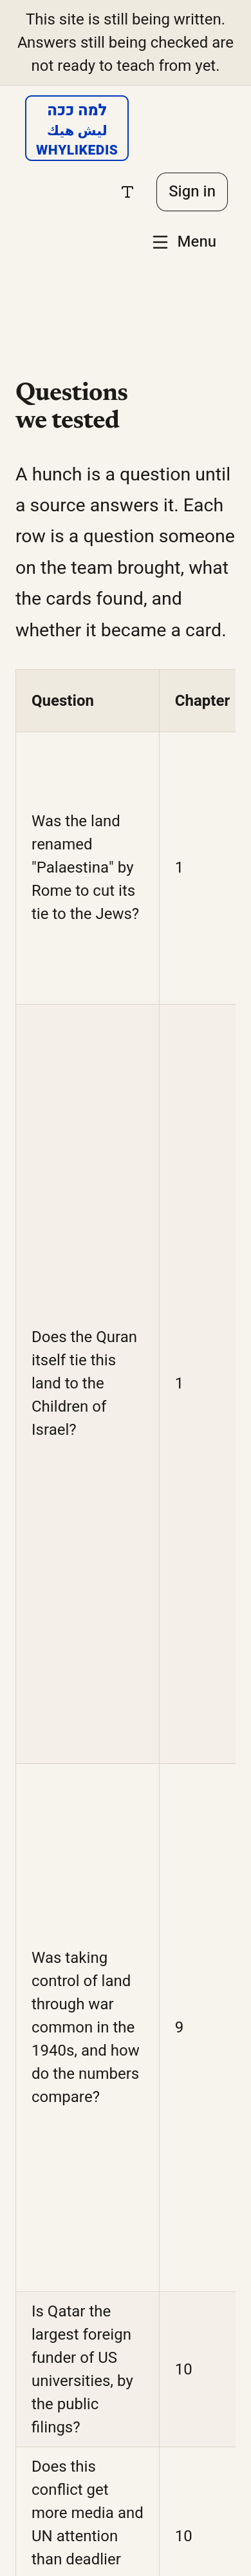 This site is still being written.
Answers still being checked are
not ready to teach from yet.
למה ככה
ليش هيك
WHYLIKEDIS
T
Sign in
Menu
Questions
we tested
A hunch is a question until
a source answers it. Each
row is a question someone
on the team brought, what
the cards found, and
whether it became a card.
Question
Chapter
Was the land
renamed
"Palaestina" by
Rome to cut its
tie to the Jews?
1
Does the Quran
itself tie this
land to the
Children of
Israel?
1
Was taking
control of land
through war
common in the
1940s, and how
do the numbers
compare?
9
Is Qatar the
largest foreign
funder of US
universities, by
the public
filings?
10
Does this
conflict get
more media and
UN attention
than deadlier
10